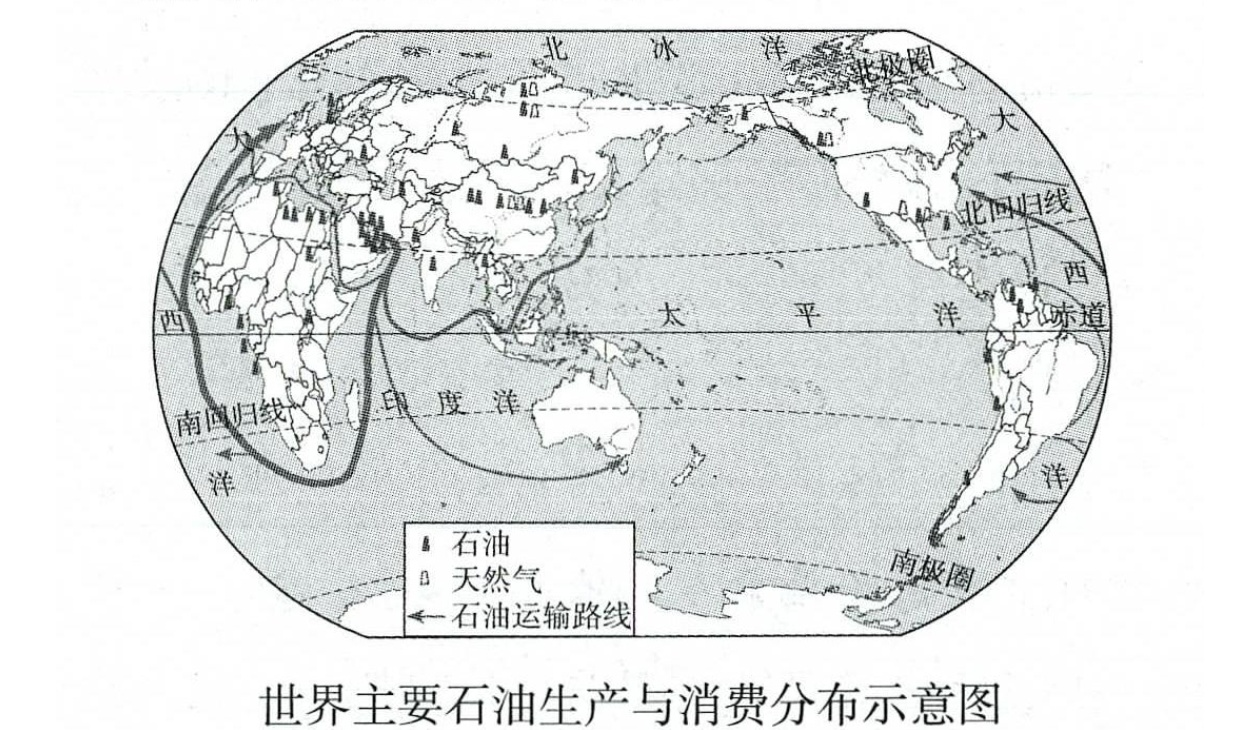 北冰洋
北极圈
大
大
北回归线
西
西
太平洋
赤道
印度洋
南回归线
洋
洋
石油
天然气
石油运输路线
南极圈
世界主要石油生产与消费分布示意图